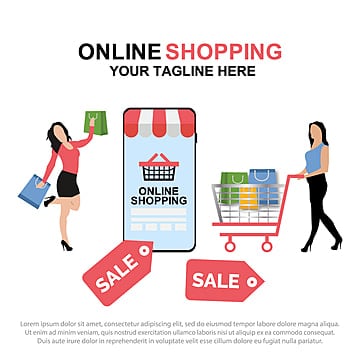 ONLINE SHOPPING
YOUR TAGLINE HERE
ONLINE
SHOPPING
SALE
SALE
Lorem ipsum dolor sit amet, consectetur adipiscing elit, sed do eiusmod tempor incididunt ut
labore et dolore magna aliqua. Ut enim ad minim veniam, quis nostrud exercitation ullamco
laboris nisi ut aliquip ex ea commodo consequat. Duis aute irure dolor in reprehenderit in
voluptate velit esse cillum dolore eu fugiat nulla pariatur.